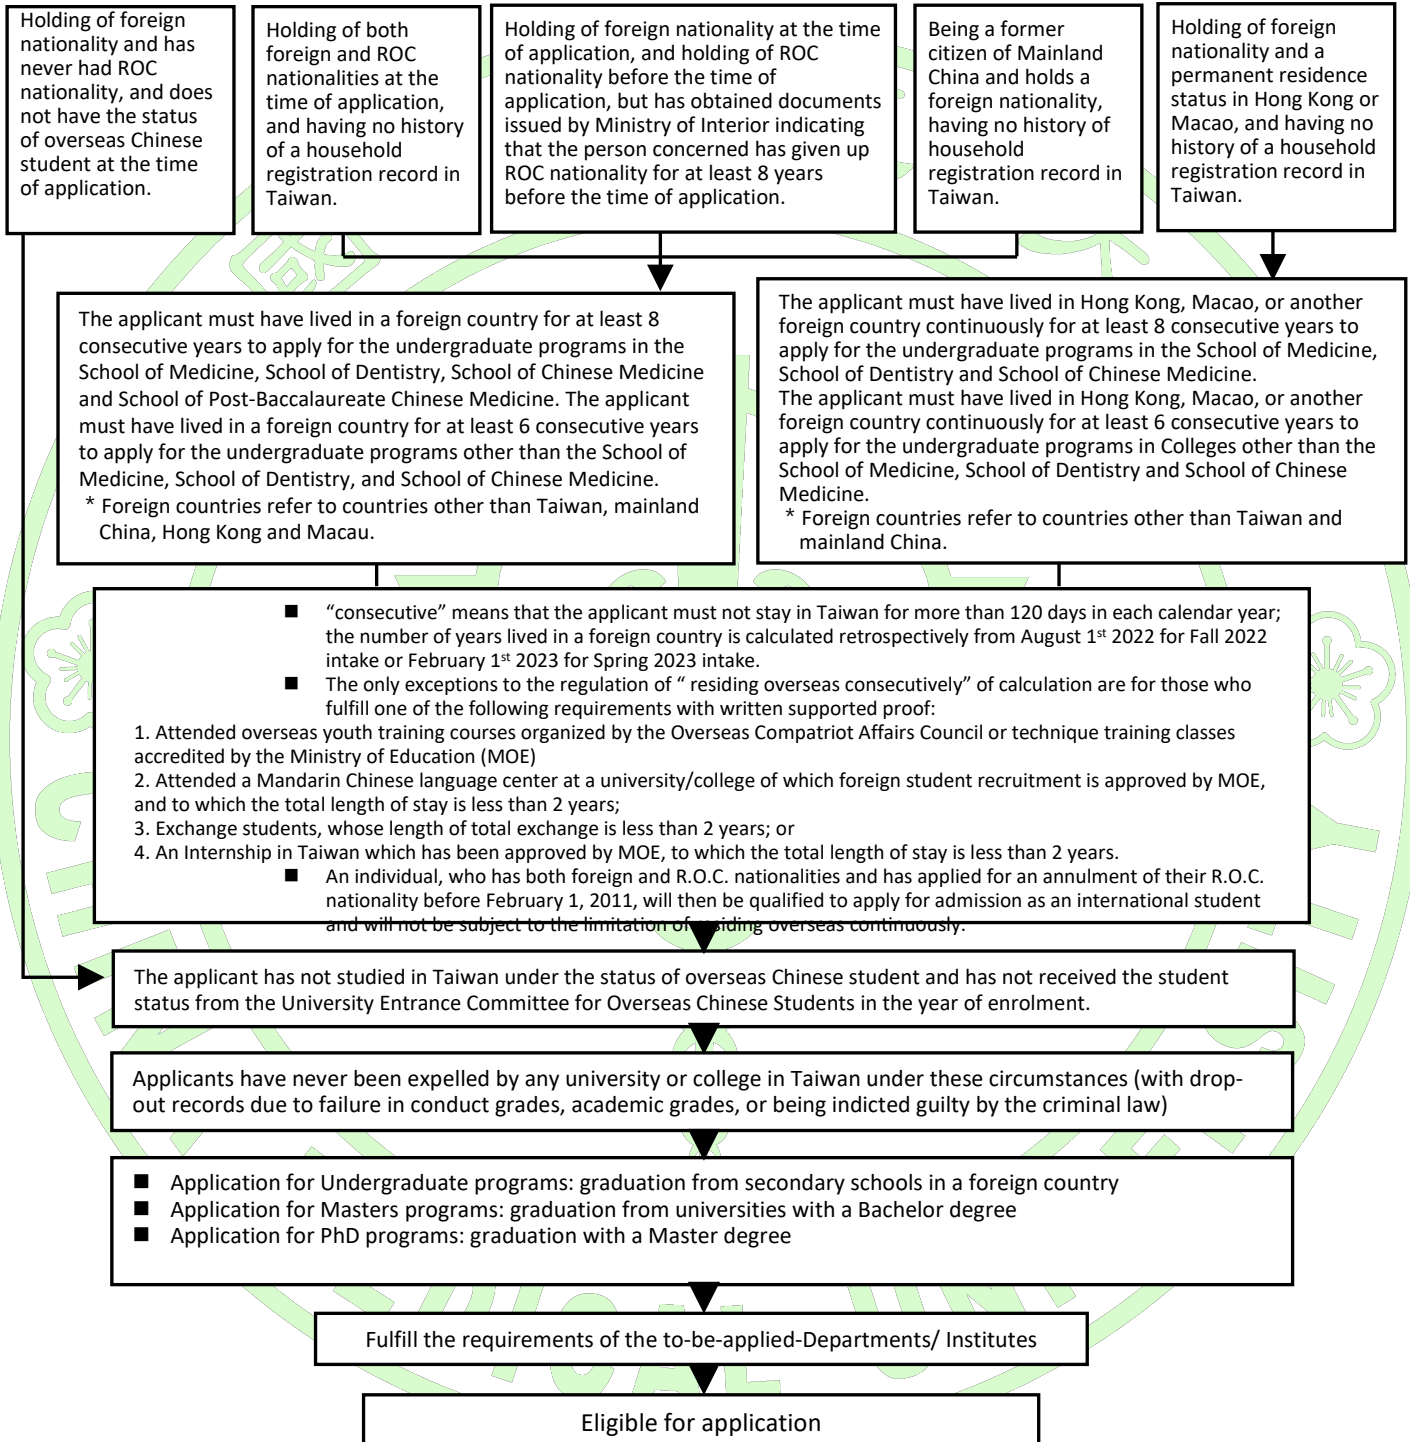 Holding of foreign
nationality and has
never had ROC
nationality, and does
not have the status
of overseas Chinese
student at the time
of application.
Holding of both
foreign and ROC
nationalities at the
time of application,
and having no history
of a household
registration record in
Taiwan.
Holding of foreign nationality at the time
of application, and holding of ROC
nationality before the time of
application, but has obtained documents
issued by Ministry of Interior indicating
that the person concerned has given up
ROC nationality for at least 8 years
before the time of application.
Being a former
citizen of Mainland
China and holds a
foreign nationality,
having no history of
household
registration record in
Taiwan.
Holding of foreign
nationality and a
permanent residence
status in Hong Kong or
Macao, and having no
history of a household
registration record in
Taiwan.
The applicant must have lived in a foreign country for at least 8
consecutive years to apply for the undergraduate programs in the
School of Medicine, School of Dentistry, School of Chinese Medicine
and School of Post-Baccalaureate Chinese Medicine. The applicant
must have lived in a foreign country for at least 6 consecutive years
to apply for the undergraduate programs other than the School of
Medicine, School of Dentistry, and School of Chinese Medicine.
* Foreign countries refer to countries other than Taiwan, mainland
China, Hong Kong and Macau.
The applicant must have lived in Hong Kong, Macao, or another
foreign country continuously for at least 8 consecutive years to
apply for the undergraduate programs in the School of Medicine,
School of Dentistry and School of Chinese Medicine.
The applicant must have lived in Hong Kong, Macao, or another
foreign country continuously for at least 6 consecutive years to
apply for the undergraduate programs in Colleges other than the
School of Medicine, School of Dentistry and School of Chinese
Medicine.
* Foreign countries refer to countries other than Taiwan and
mainland China.
■ “consecutive” means that the applicant must not stay in Taiwan for more than 120 days in each calendar year;
the number of years lived in a foreign country is calculated retrospectively from August 1st 2022 for Fall 2022
intake or February 1st 2023 for Spring 2023 intake.
■ The only exceptions to the regulation of “ residing overseas consecutively” of calculation are for those who
fulfill one of the following requirements with written supported proof:
1. Attended overseas youth training courses organized by the Overseas Compatriot Affairs Council or technique training classes
accredited by the Ministry of Education (MOE)
2. Attended a Mandarin Chinese language center at a university/college of which foreign student recruitment is approved by MOE,
and to which the total length of stay is less than 2 years;
3. Exchange students, whose length of total exchange is less than 2 years; or
4. An Internship in Taiwan which has been approved by MOE, to which the total length of stay is less than 2 years.
■ An individual, who has both foreign and R.O.C. nationalities and has applied for an annulment of their R.O.C.
nationality before February 1, 2011, will then be qualified to apply for admission as an international student
and will not be subject to the limitation of residing overseas continuously.
The applicant has not studied in Taiwan under the status of overseas Chinese student and has not received the student
status from the University Entrance Committee for Overseas Chinese Students in the year of enrolment.
Applicants have never been expelled by any university or college in Taiwan under these circumstances (with drop-
out records due to failure in conduct grades, academic grades, or being indicted guilty by the criminal law)
■ Application for Undergraduate programs: graduation from secondary schools in a foreign country
■ Application for Masters programs: graduation from universities with a Bachelor degree
■ Application for PhD programs: graduation with a Master degree
Fulfill the requirements of the to-be-applied-Departments/ Institutes
Eligible for application